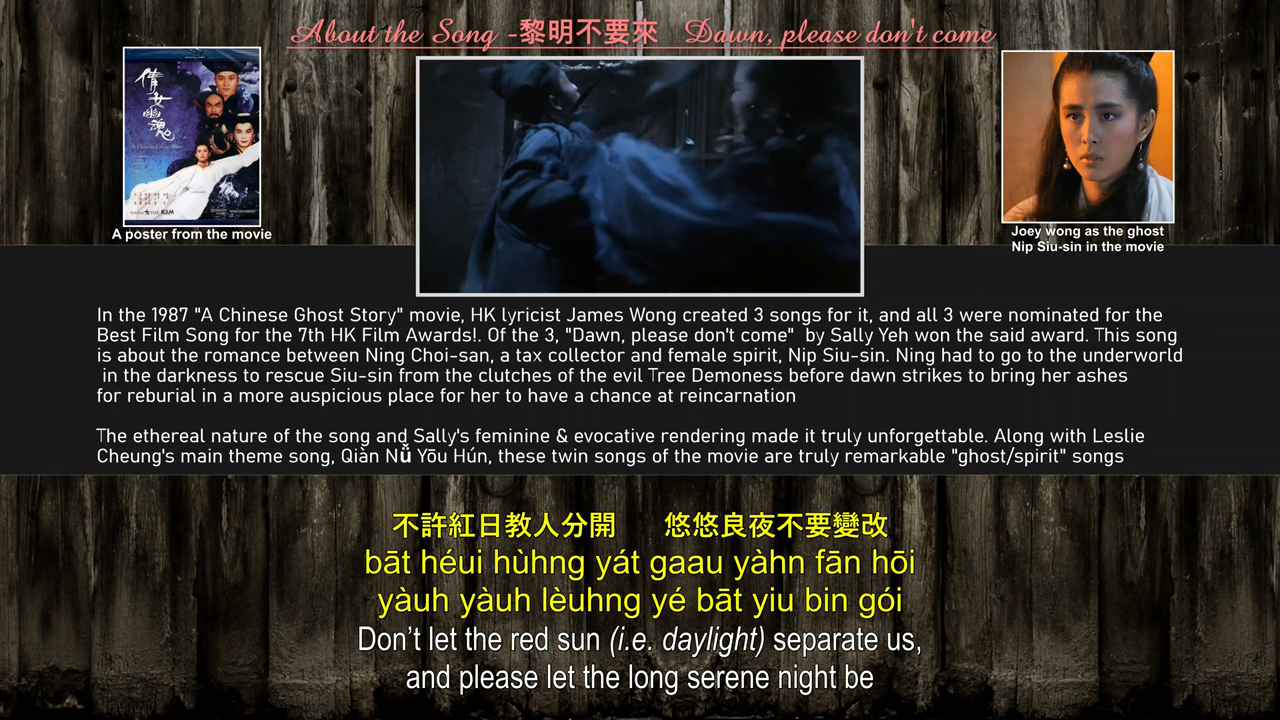 About the Song -黎明不要來 Dawn, please don't come
倩女幽魂
A Chinese Ghost Story
A poster from the movie
Joey wong as the ghost
Nip Siu-sin in the movie
In the 1987 "A Chinese Ghost Story" movie, HK lyricist James Wong created 3 songs for it, and all 3 were nominated for the
Best Film Song for the 7th HK Film Awards!. Of the 3, "Dawn, please don't come" by Sally Yeh won the said award. This song
is about the romance between Ning Choi-san, a tax collector and female spirit, Nip Siu-sin. Ning had to go to the underworld
in the darkness to rescue Siu-sin from the clutches of the evil Tree Demoness before dawn strikes to bring her ashes
for reburial in a more auspicious place for her to have a chance at reincarnation
The ethereal nature of the song and Sally's feminine & evocative rendering made it truly unforgettable. Along with Leslie
Cheung's main theme song, Qiàn Nǚ Yōu Hún, these twin songs of the movie are truly remarkable "ghost/spirit" songs
不許紅日教人分開 悠悠良夜不要變改
bāt héui hùhng yát gaau yàhn fān hōi
yàuh yàuh lèuhng yé bāt yiu bin gói
Don't let the red sun (i.e. daylight) separate us,
and please let the long serene night be